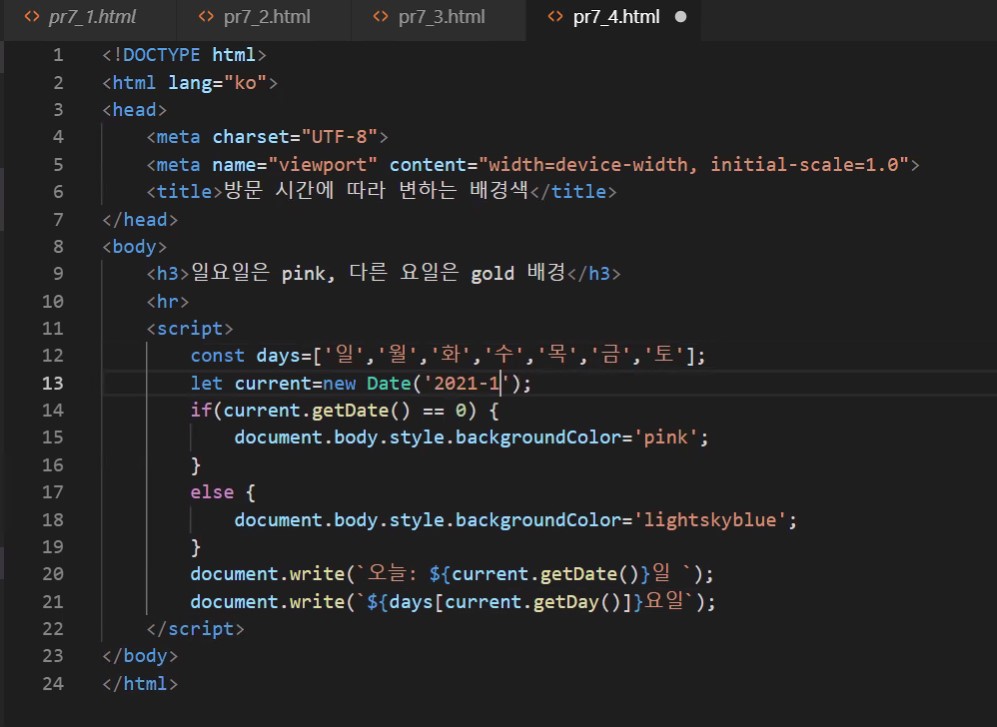 pr7_1.html pr7_2.html pr7_3.html pr7_4.html
1 <!DOCTYPE html>
2 <html lang="ko">
3 <head>
4     <meta charset="UTF-8">
5     <meta name="viewport" content="width=device-width, initial-scale=1.0">
6     <title>방문 시간에 따라 변하는 배경색</title>
7 </head>
8 <body>
9     <h3>일요일은 pink, 다른 요일은 gold 배경</h3>
10     <hr>
11     <script>
12         const days=['일','월','화','수','목','금','토'];
13         let current=new Date('2021-1');
14         if(current.getDate() == 0) {
15             document.body.style.backgroundColor='pink';
16         }
17         else {
18             document.body.style.backgroundColor='lightskyblue';
19         }
20         document.write(`오늘: ${current.getDate()}일 `);
21         document.write(`${days[current.getDay()]}요일`);
22     </script>
23 </body>
24 </html>